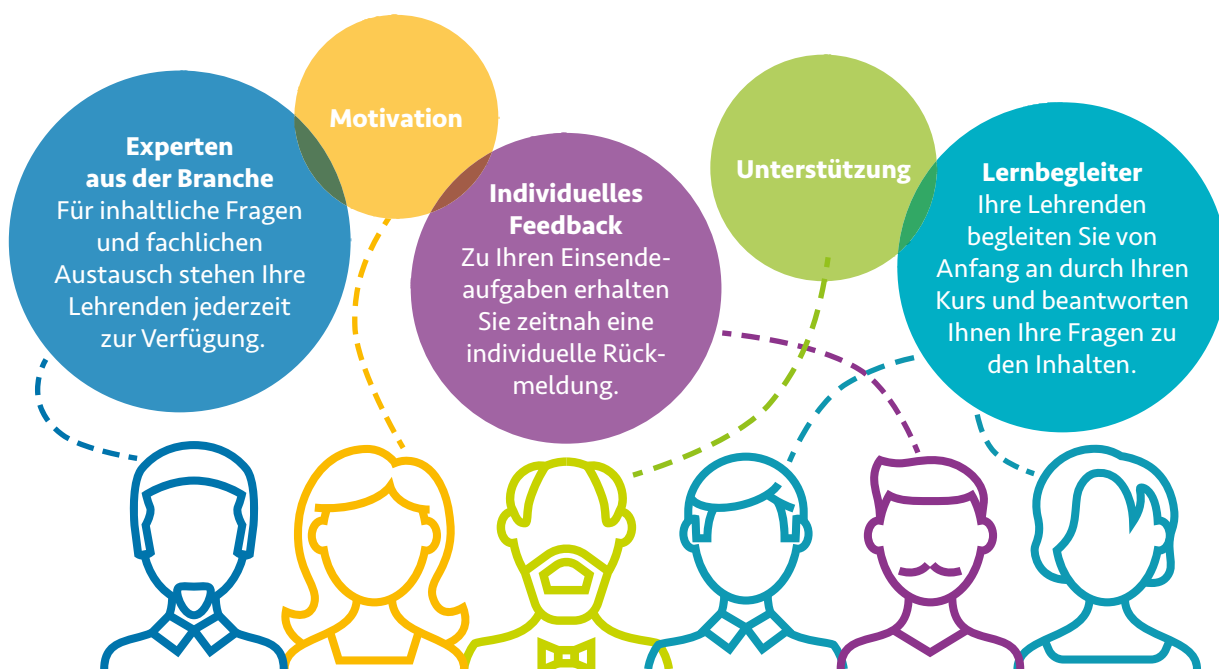 Experten
aus der Branche
Für inhaltliche Fragen
und fachlichen
Austausch stehen Ihre
Lehrenden jederzeit
zur Verfügung.
Motivation
Individuelles
Feedback
Zu Ihren Einsende-
aufgaben erhalten
Sie zeitnah eine
individuelle Rück-
meldung.
Unterstützung
Lernbegleiter
Ihre Lehrenden
begleiten Sie von
Anfang an durch Ihren
Kurs und beantworten
Ihnen Ihre Fragen zu
den Inhalten.